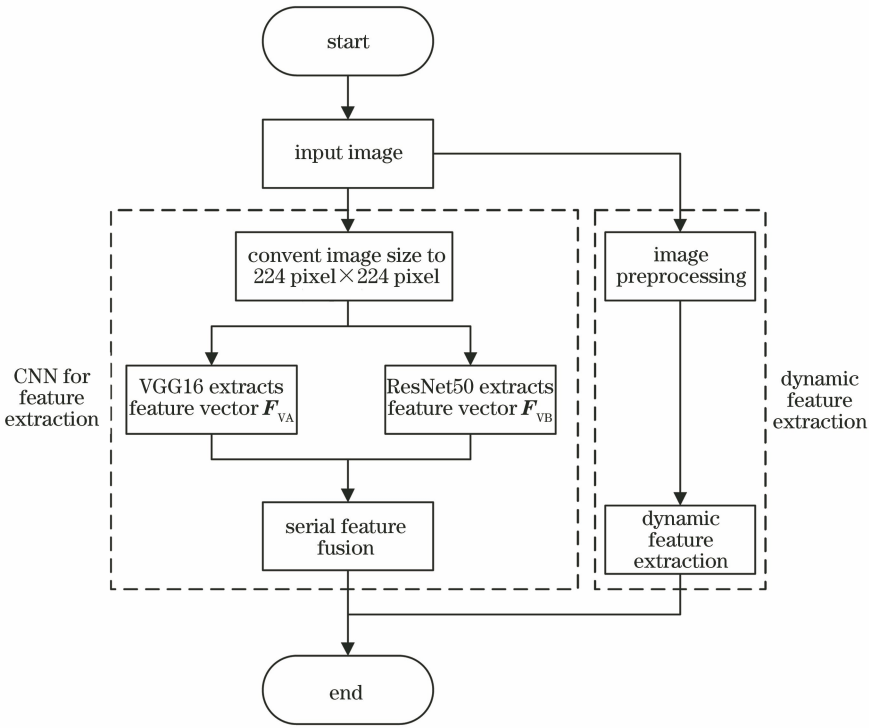 start
input image
convent image size to
224 pixel×224 pixel
image
preprocessing
CNN for
feature
extraction
VGG16 extracts
feature vector F_VA
ResNet50 extracts
feature vector F_VB
dynamic
feature
extraction
serial feature
fusion
dynamic
feature
extraction
end